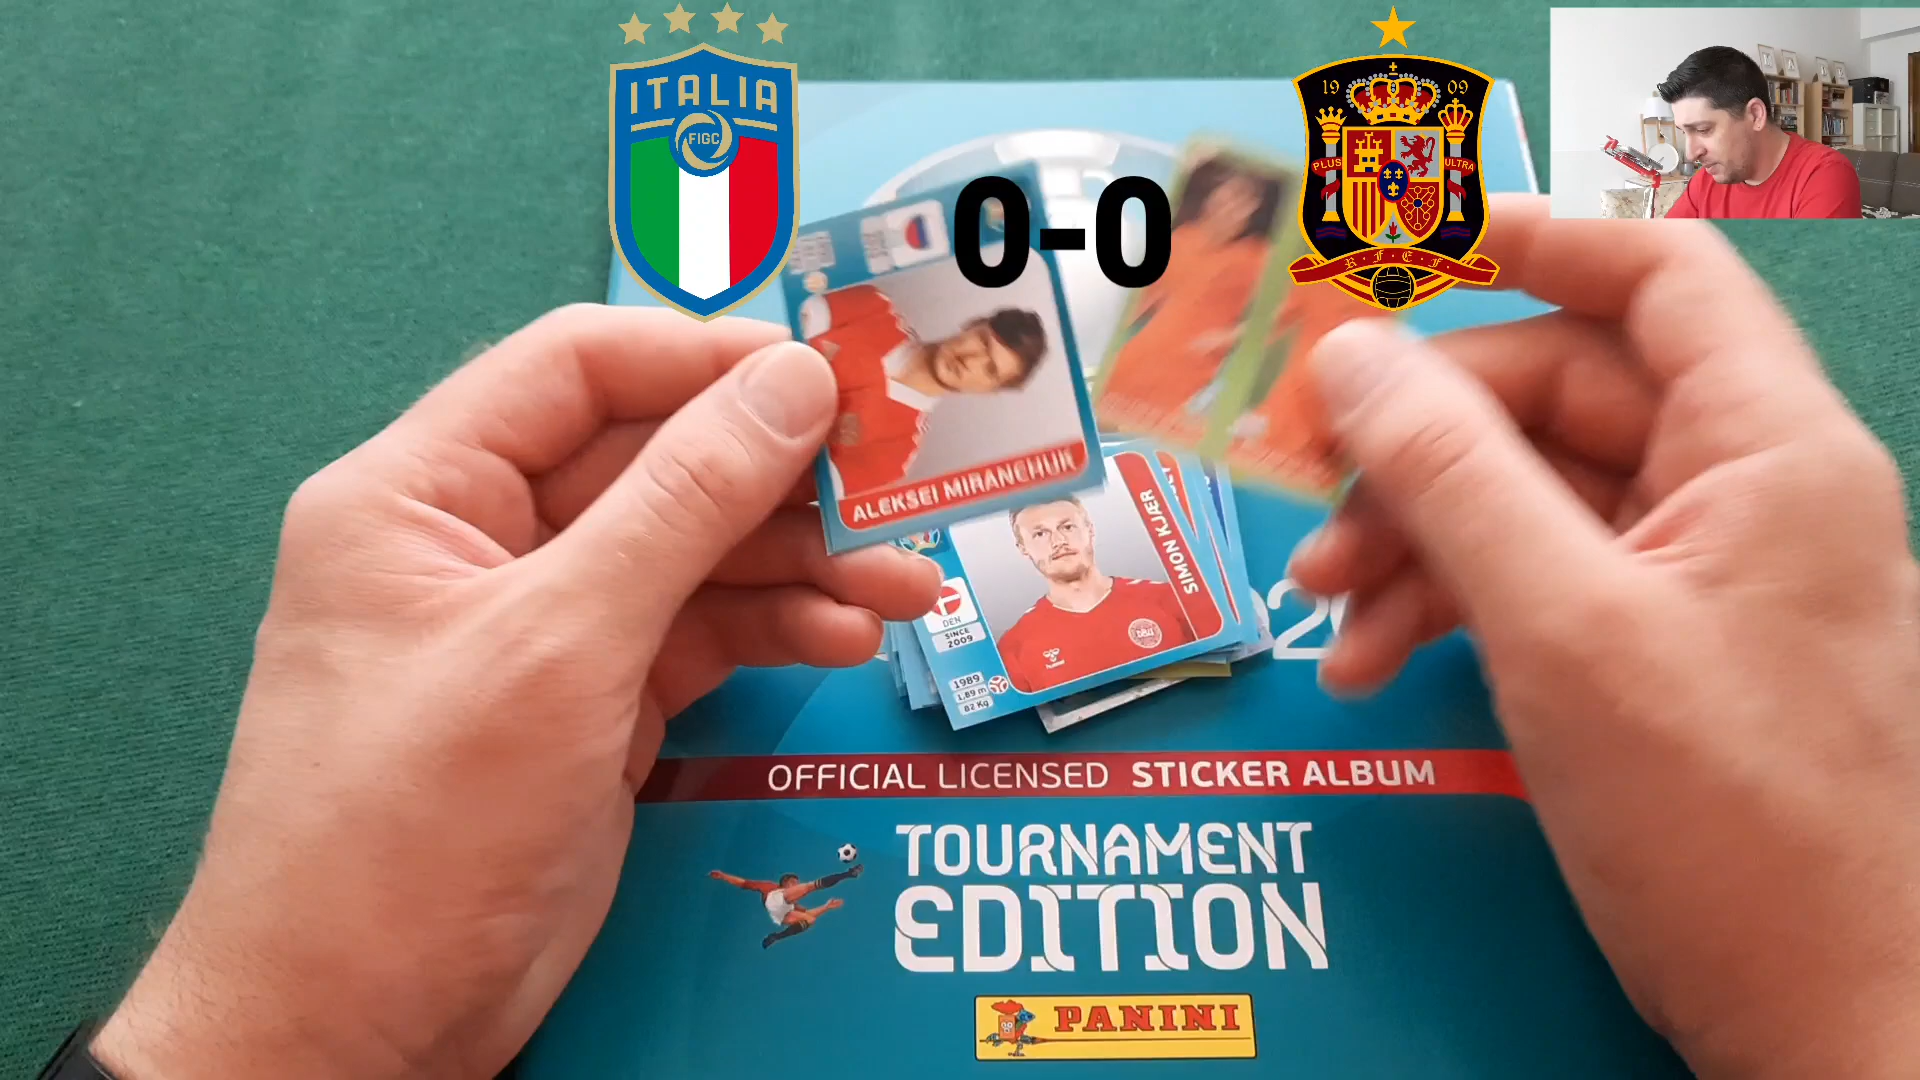 ITALIA
FIGC
0-0
1909
PLUS ULTRA
R·F·E·F·
ALEKSEI MIRANCHUK
SIMON KJÆR
DEN
SINCE
2009
1989
1,89 m
82 Kg
OFFICIAL LICENSED STICKER ALBUM
TOURNAMENT
EDITION
PANINI